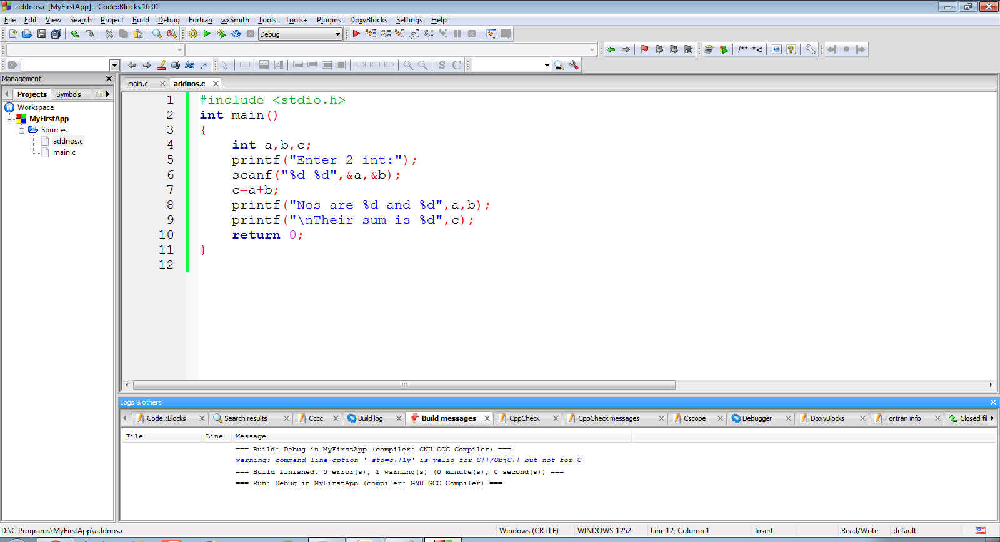 addnos.c [MyFirstApp] - Code::Blocks 16.01
File Edit View Search Project Build Debug Fortran wxSmith Tools Tools+ Plugins DoxyBlocks Settings Help
Debug
/** *<
Aa .*
S C
Management
main.c addnos.c
Projects Symbols Fil
Workspace
MyFirstApp
Sources
addnos.c
main.c
1 #include <stdio.h>
2 int main()
3 {
4 int a,b,c;
5 printf("Enter 2 int:");
6 scanf("%d %d",&a,&b);
7 c=a+b;
8 printf("Nos are %d and %d",a,b);
9 printf("\nTheir sum is %d",c);
10 return 0;
11 }
12
Logs & others
Code::Blocks Search results Cccc Build log Build messages CppCheck CppCheck messages Cscope Debugger DoxyBlocks Fortran info Closed fil
File Line Message
=== Build: Debug in MyFirstApp (compiler: GNU GCC Compiler) ===
warning: command line option '-std=c++1y' is valid for C++/ObjC++ but not for C
=== Build finished: 0 error(s), 1 warning(s) (0 minute(s), 0 second(s)) ===
=== Run: Debug in MyFirstApp (compiler: GNU GCC Compiler) ===
D:\C Programs\MyFirstApp\addnos.c Windows (CR+LF) WINDOWS-1252 Line 12, Column 1 Insert Read/Write default